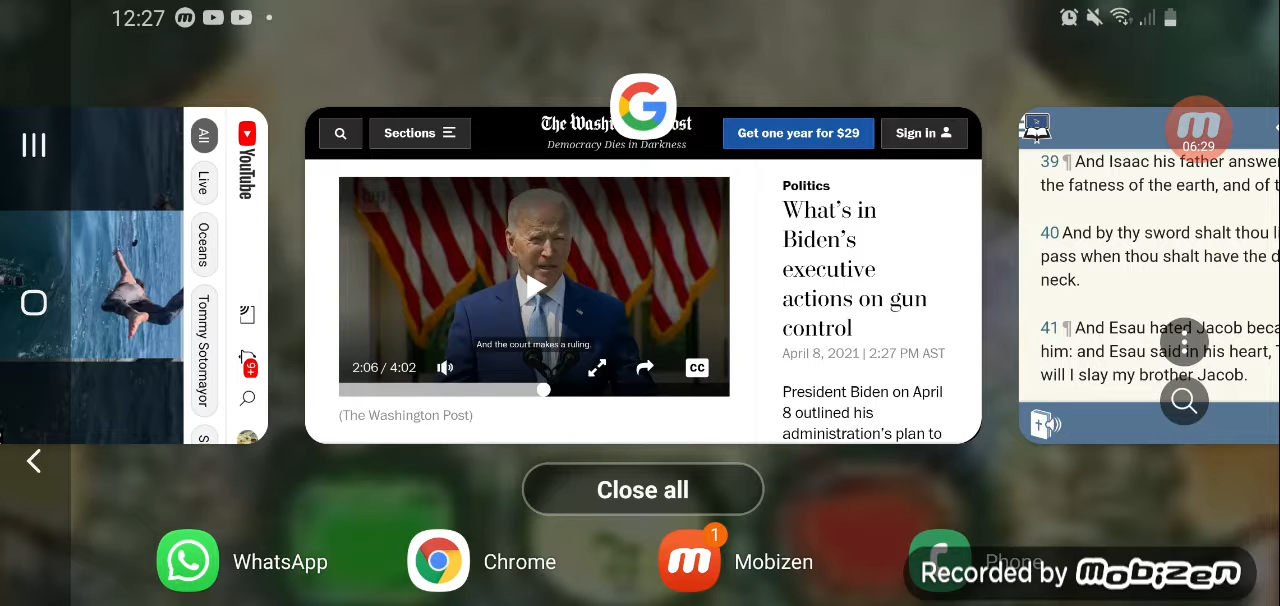 12:27
All
Live
Oceans
Tommy Sotomayor
S
YouTube
9+
Sections
The Wash
st
Democracy Dies in Darkness
Get one year for $29
Sign in
And the court makes a ruling.
2:06 / 4:02
CC
(The Washington Post)
Politics
What's in
Biden's
executive
actions on gun
control
April 8, 2021 | 2:27 PM AST
President Biden on April
8 outlined his
administration's plan to
06:29
39 ¶ And Isaac his father answe
the fatness of the earth, and of t
40 And by thy sword shalt thou l
pass when thou shalt have the d
neck.
41 ¶ And Esau hated Jacob beca
him: and Esau said in his heart,
will I slay my brother Jacob.
Close all
WhatsApp
Chrome
1
Mobizen
Phone
Recorded by mobizen